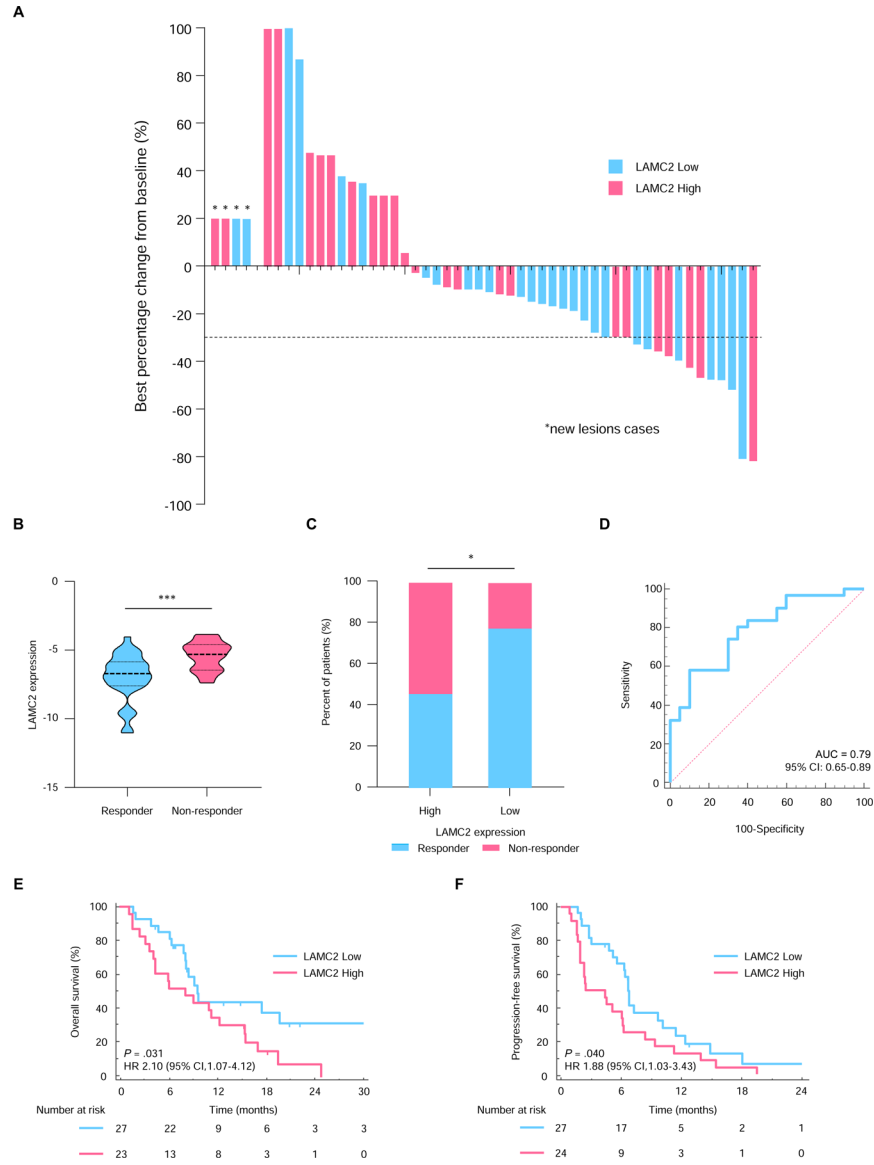 A
Best percentage change from baseline (%)
100
80
60
40
20
0
-20
-40
-60
-80
-100
* * * *
LAMC2 Low
LAMC2 High
*new lesions cases
B
LAMC2 expression
0
-5
-10
-15
***
Responder Non-responder
C
Percent of patients (%)
100
80
60
40
20
0
*
High Low
LAMC2 expression
Responder Non-responder
D
Sensitivity
100
80
60
40
20
0
AUC = 0.79
95% CI: 0.65-0.89
0 20 40 60 80 100
100-Specificity
E
Overall survival (%)
100
80
60
40
20
0
LAMC2 Low
LAMC2 High
P = .031
HR 2.10 (95% CI,1.07-4.12)
0 6 12 18 24 30
Number at risk Time (months)
27 22 9 6 3 3
23 13 8 3 1 0
F
Progression-free survival (%)
100
80
60
40
20
0
LAMC2 Low
LAMC2 High
P = .040
HR 1.88 (95% CI,1.03-3.43)
0 6 12 18 24
Number at risk Time (months)
27 17 5 2 1
24 9 3 1 0